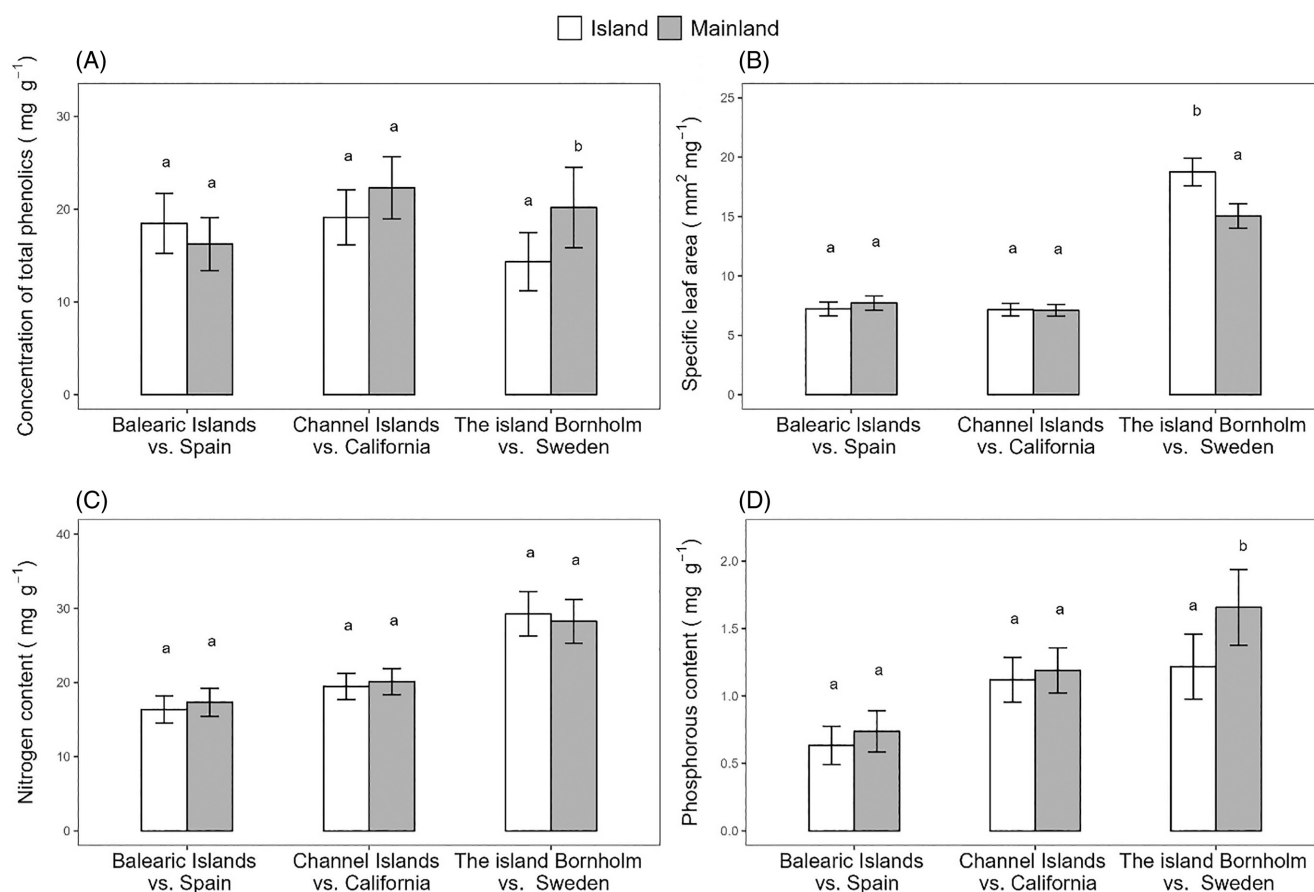 Island Mainland
(A)
Concentration of total phenolics ( mg g⁻¹)
30
20
10
0
a
a
a
a
a
b
Balearic Islands vs. Spain
Channel Islands vs. California
The island Bornholm vs. Sweden
(B)
Specific leaf area ( mm² mg⁻¹)
25
20
15
10
5
0
a
a
a
a
b
a
Balearic Islands vs. Spain
Channel Islands vs. California
The island Bornholm vs. Sweden
(C)
Nitrogen content ( mg g⁻¹)
40
30
20
10
0
a
a
a
a
a
a
Balearic Islands vs. Spain
Channel Islands vs. California
The island Bornholm vs. Sweden
(D)
Phosphorous content ( mg g⁻¹)
2.0
1.5
1.0
0.5
0.0
a
a
a
a
a
b
Balearic Islands vs. Spain
Channel Islands vs. California
The island Bornholm vs. Sweden